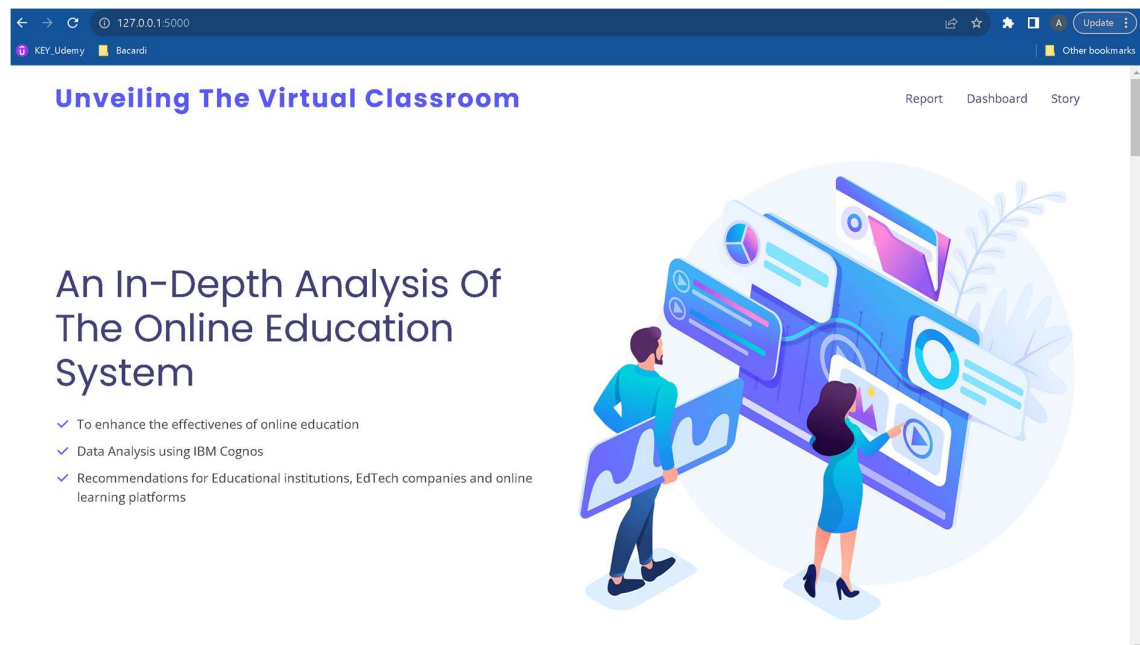 127.0.0.1:5000
A
Update
KEY_Udemy
Bacardi
Other bookmarks
Unveiling The Virtual Classroom
Report
Dashboard
Story
An In-Depth Analysis Of
The Online Education
System
To enhance the effectivenes of online education
Data Analysis using IBM Cognos
Recommendations for Educational institutions, EdTech companies and online
learning platforms